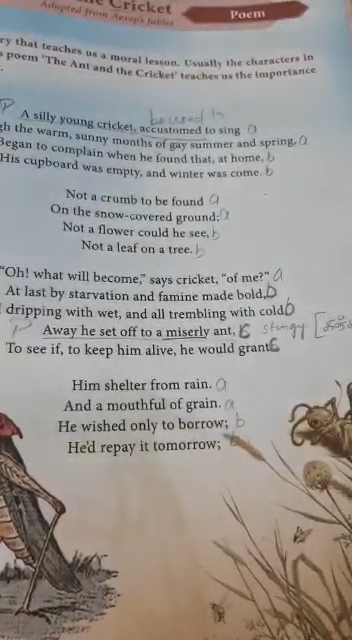 Cricket
Adapted from Aesop's fables
Poem
ry that teaches us a moral lesson. Usually the characters in
s poem 'The Ant and the Cricket' teaches us the importance
P be used to
A silly young cricket, accustomed to sing a
gh the warm, sunny months of gay summer and spring, a
Began to complain when he found that, at home, b
His cupboard was empty, and winter was come. b
Not a crumb to be found a
On the snow-covered ground; a
Not a flower could he see, b
Not a leaf on a tree. b
"Oh! what will become," says cricket, "of me?" a
At last by starvation and famine made bold, b
dripping with wet, and all trembling with cold b
P Away he set off to a miserly ant, c stingy
To see if, to keep him alive, he would grant c
Him shelter from rain. a
And a mouthful of grain. a
He wished only to borrow; b
He'd repay it tomorrow; b